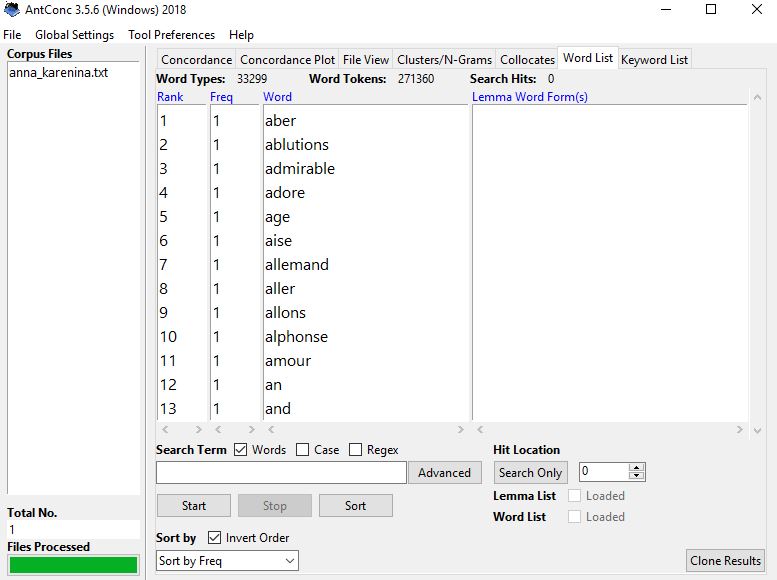 AntConc 3.5.6 (Windows) 2018
File Global Settings Tool Preferences Help
Corpus Files
anna_karenina.txt
Concordance Concordance Plot File View Clusters/N-Grams Collocates Word List Keyword List
Word Types: 33299 Word Tokens: 271360 Search Hits: 0
Rank Freq Word Lemma Word Form(s)
1 1 aber
2 1 ablutions
3 1 admirable
4 1 adore
5 1 age
6 1 aise
7 1 allemand
8 1 aller
9 1 allons
10 1 alphonse
11 1 amour
12 1 an
13 1 and
Search Term Words Case Regex Hit Location
Advanced Search Only 0
Start Stop Sort Lemma List Loaded
Word List Loaded
Sort by Invert Order
Sort by Freq Clone Results
Total No.
1
Files Processed